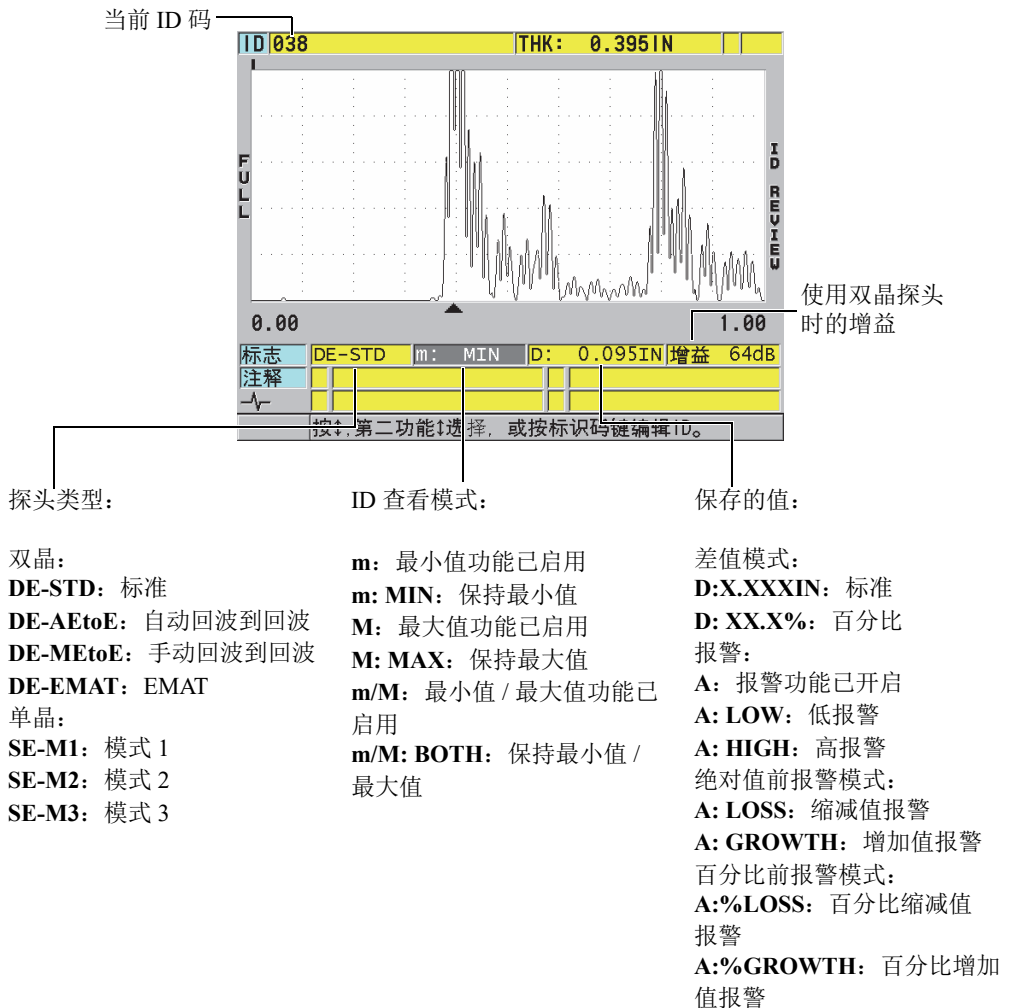 当前 ID 码
ID 038 THK: 0.395IN
FULL
ID REVIEW
使用双晶探头
时的增益
0.00 1.00
标志 DE-STD m: MIN D: 0.095IN 增益 64dB
注释
按↕,第二功能↕选择, 或按标识码键编辑ID。
探头类型：
双晶：
DE-STD：标准
DE-AEtoE：自动回波到回波
DE-MEtoE：手动回波到回波
DE-EMAT：EMAT
单晶：
SE-M1：模式 1
SE-M2：模式 2
SE-M3：模式 3
ID 查看模式：
m：最小值功能已启用
m: MIN：保持最小值
M：最大值功能已启用
M: MAX：保持最大值
m/M：最小值 / 最大值功能已
启用
m/M: BOTH：保持最小值 /
最大值
保存的值：
差值模式：
D:X.XXXIN：标准
D: XX.X%：百分比
报警：
A：报警功能已开启
A: LOW：低报警
A: HIGH：高报警
绝对值前报警模式：
A: LOSS：缩减值报警
A: GROWTH：增加值报警
百分比前报警模式：
A:%LOSS：百分比缩减值
报警
A:%GROWTH：百分比增加
值报警